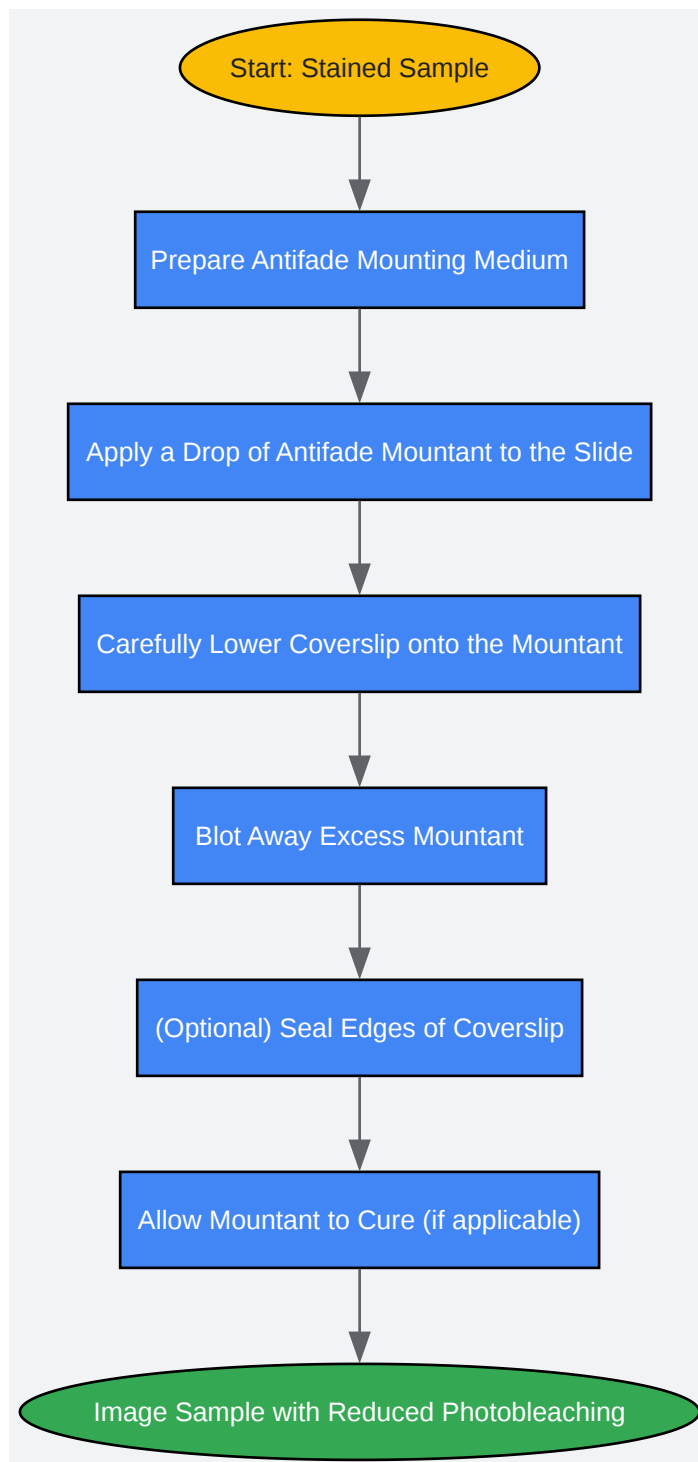 Start: Stained Sample
Prepare Antifade Mounting Medium
Apply a Drop of Antifade Mountant to the Slide
Carefully Lower Coverslip onto the Mountant
Blot Away Excess Mountant
(Optional) Seal Edges of Coverslip
Allow Mountant to Cure (if applicable)
Image Sample with Reduced Photobleaching